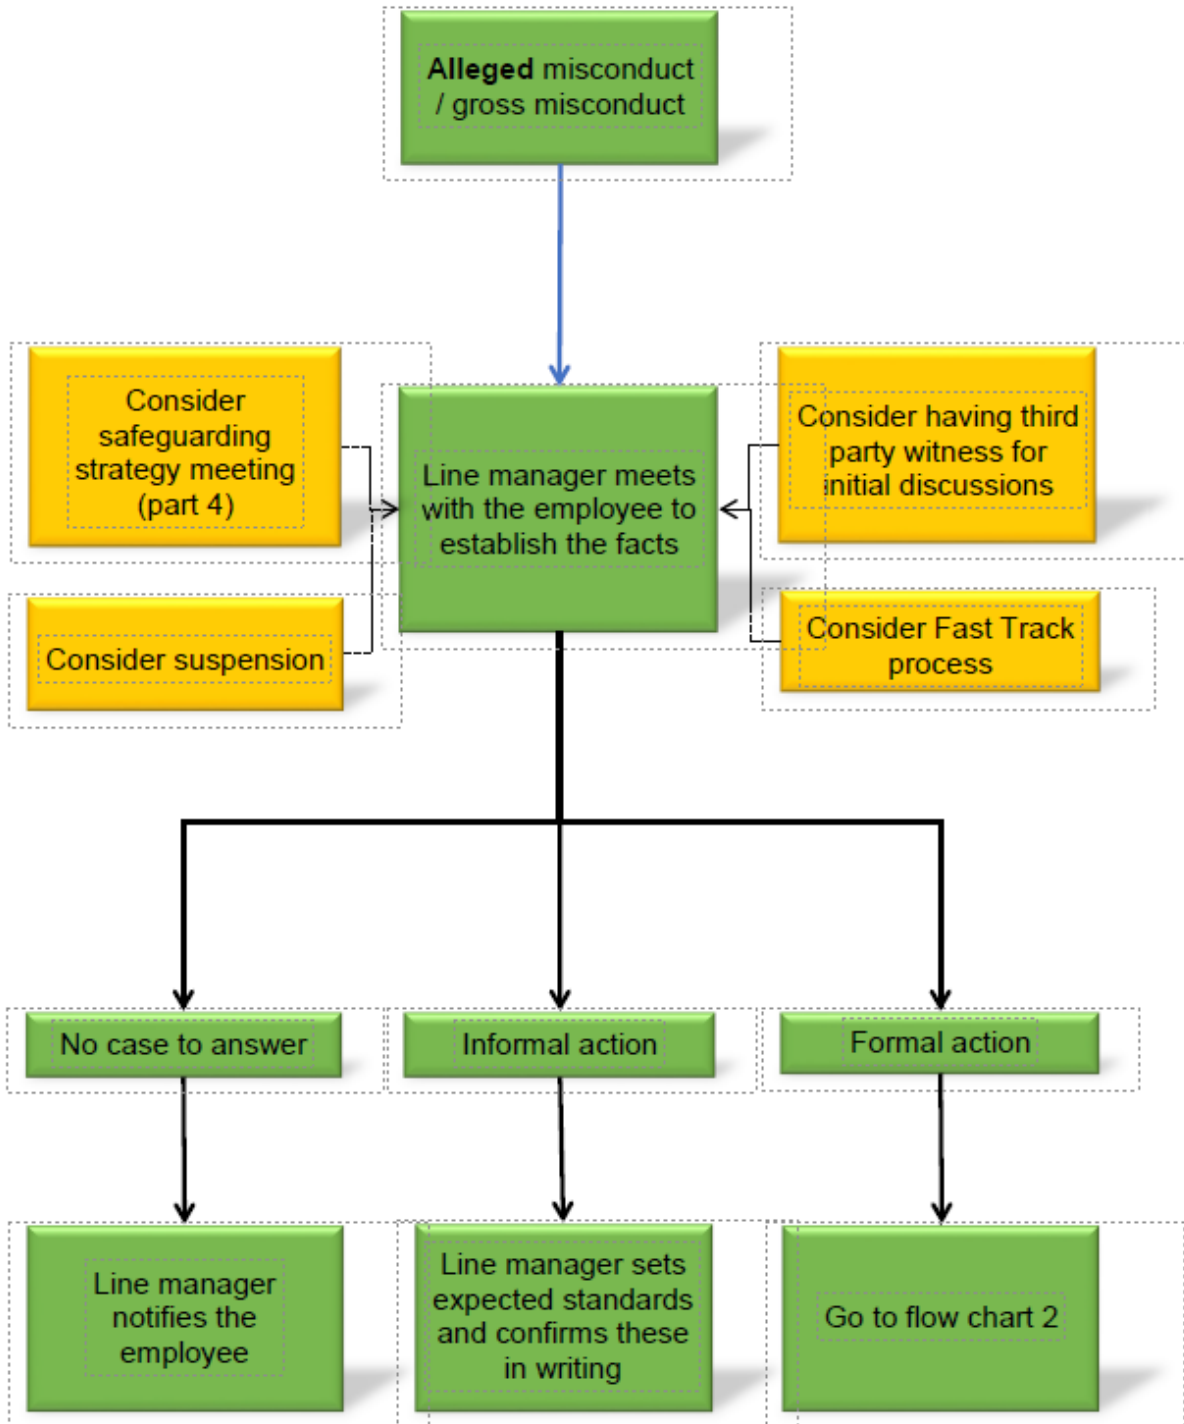 Alleged misconduct
/ gross misconduct
Consider
safeguarding
strategy meeting
(part 4)
Line manager meets
with the employee to
establish the facts
Consider having third
party witness for
initial discussions
Consider suspension
Consider Fast Track
process
No case to answer
Informal action
Formal action
Line manager
notifies the
employee
Line manager sets
expected standards
and confirms these
in writing
Go to flow chart 2